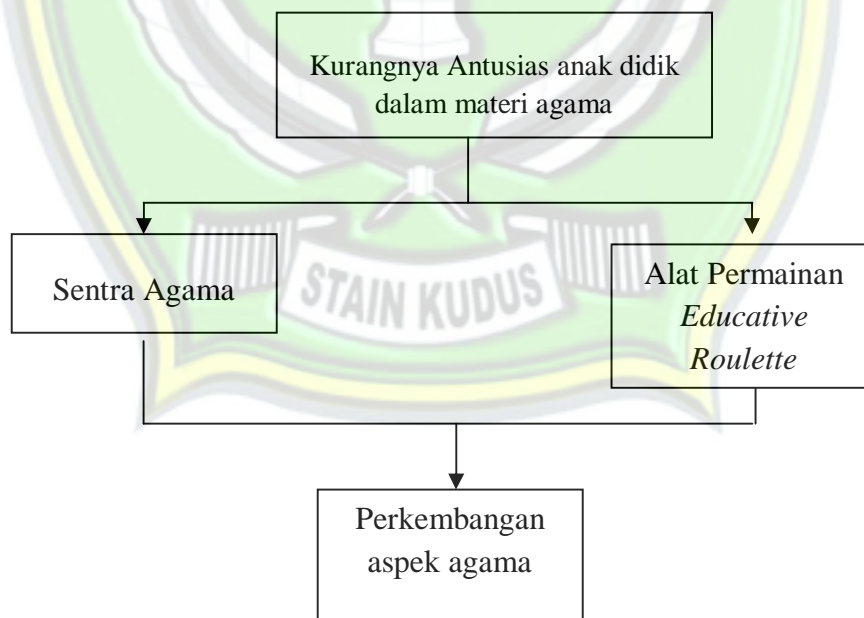 Kurangnya Antusias anak didik
dalam materi agama
Sentra Agama
Alat Permainan
Educative
Roulette
STAIN KUDUS
Perkembangan
aspek agama